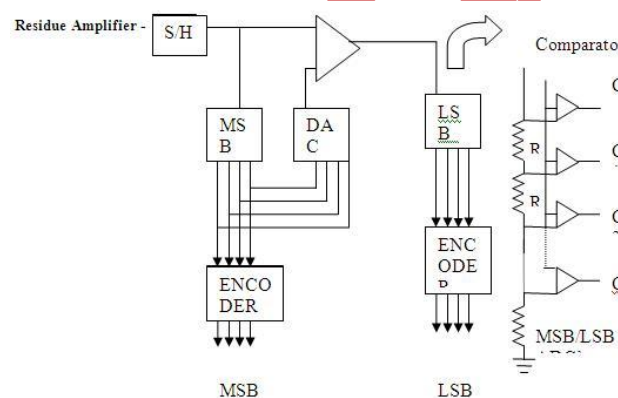 Residue Amplifier -
S/H
Comparato
MS
B
DA
C
LS
B
R
R
ENCO
DER
ENC
ODE
MSB/LSB
MSB
LSB